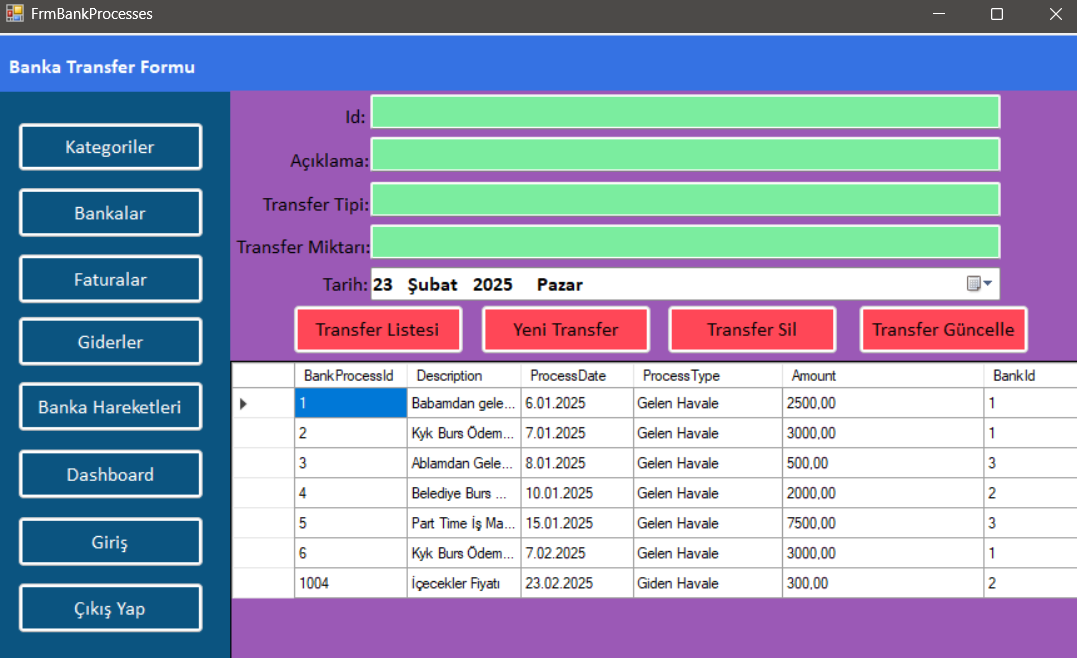 FrmBankProcesses
Banka Transfer Formu
Kategoriler
Bankalar
Faturalar
Giderler
Banka Hareketleri
Dashboard
Giriş
Çıkış Yap
Id:
Açıklama:
Transfer Tipi:
Transfer Miktarı:
Tarih: 23 Şubat 2025 Pazar
Transfer Listesi Yeni Transfer Transfer Sil Transfer Güncelle
BankProcessId Description ProcessDate ProcessType Amount BankId
1 Babamdan gele... 6.01.2025 Gelen Havale 2500,00 1
2 Kyk Burs Ödem... 7.01.2025 Gelen Havale 3000,00 1
3 Ablamdan Gele... 8.01.2025 Gelen Havale 500,00 3
4 Belediye Burs ... 10.01.2025 Gelen Havale 2000,00 2
5 Part Time İş Ma... 15.01.2025 Gelen Havale 7500,00 3
6 Kyk Burs Ödem... 7.02.2025 Gelen Havale 3000,00 1
1004 İçecekler Fiyatı 23.02.2025 Giden Havale 300,00 2